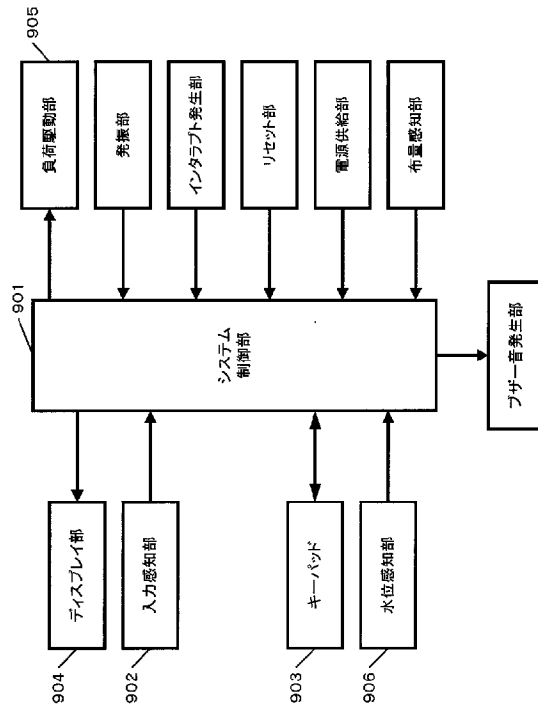 901
システム
制御部
904
ディスプレイ部
902
入力感知部
903
キーパッド
906
水位感知部
905
負荷駆動部
発振部
インタラプト発生部
リセット部
電源供給部
布量感知部
ブザー音発生部